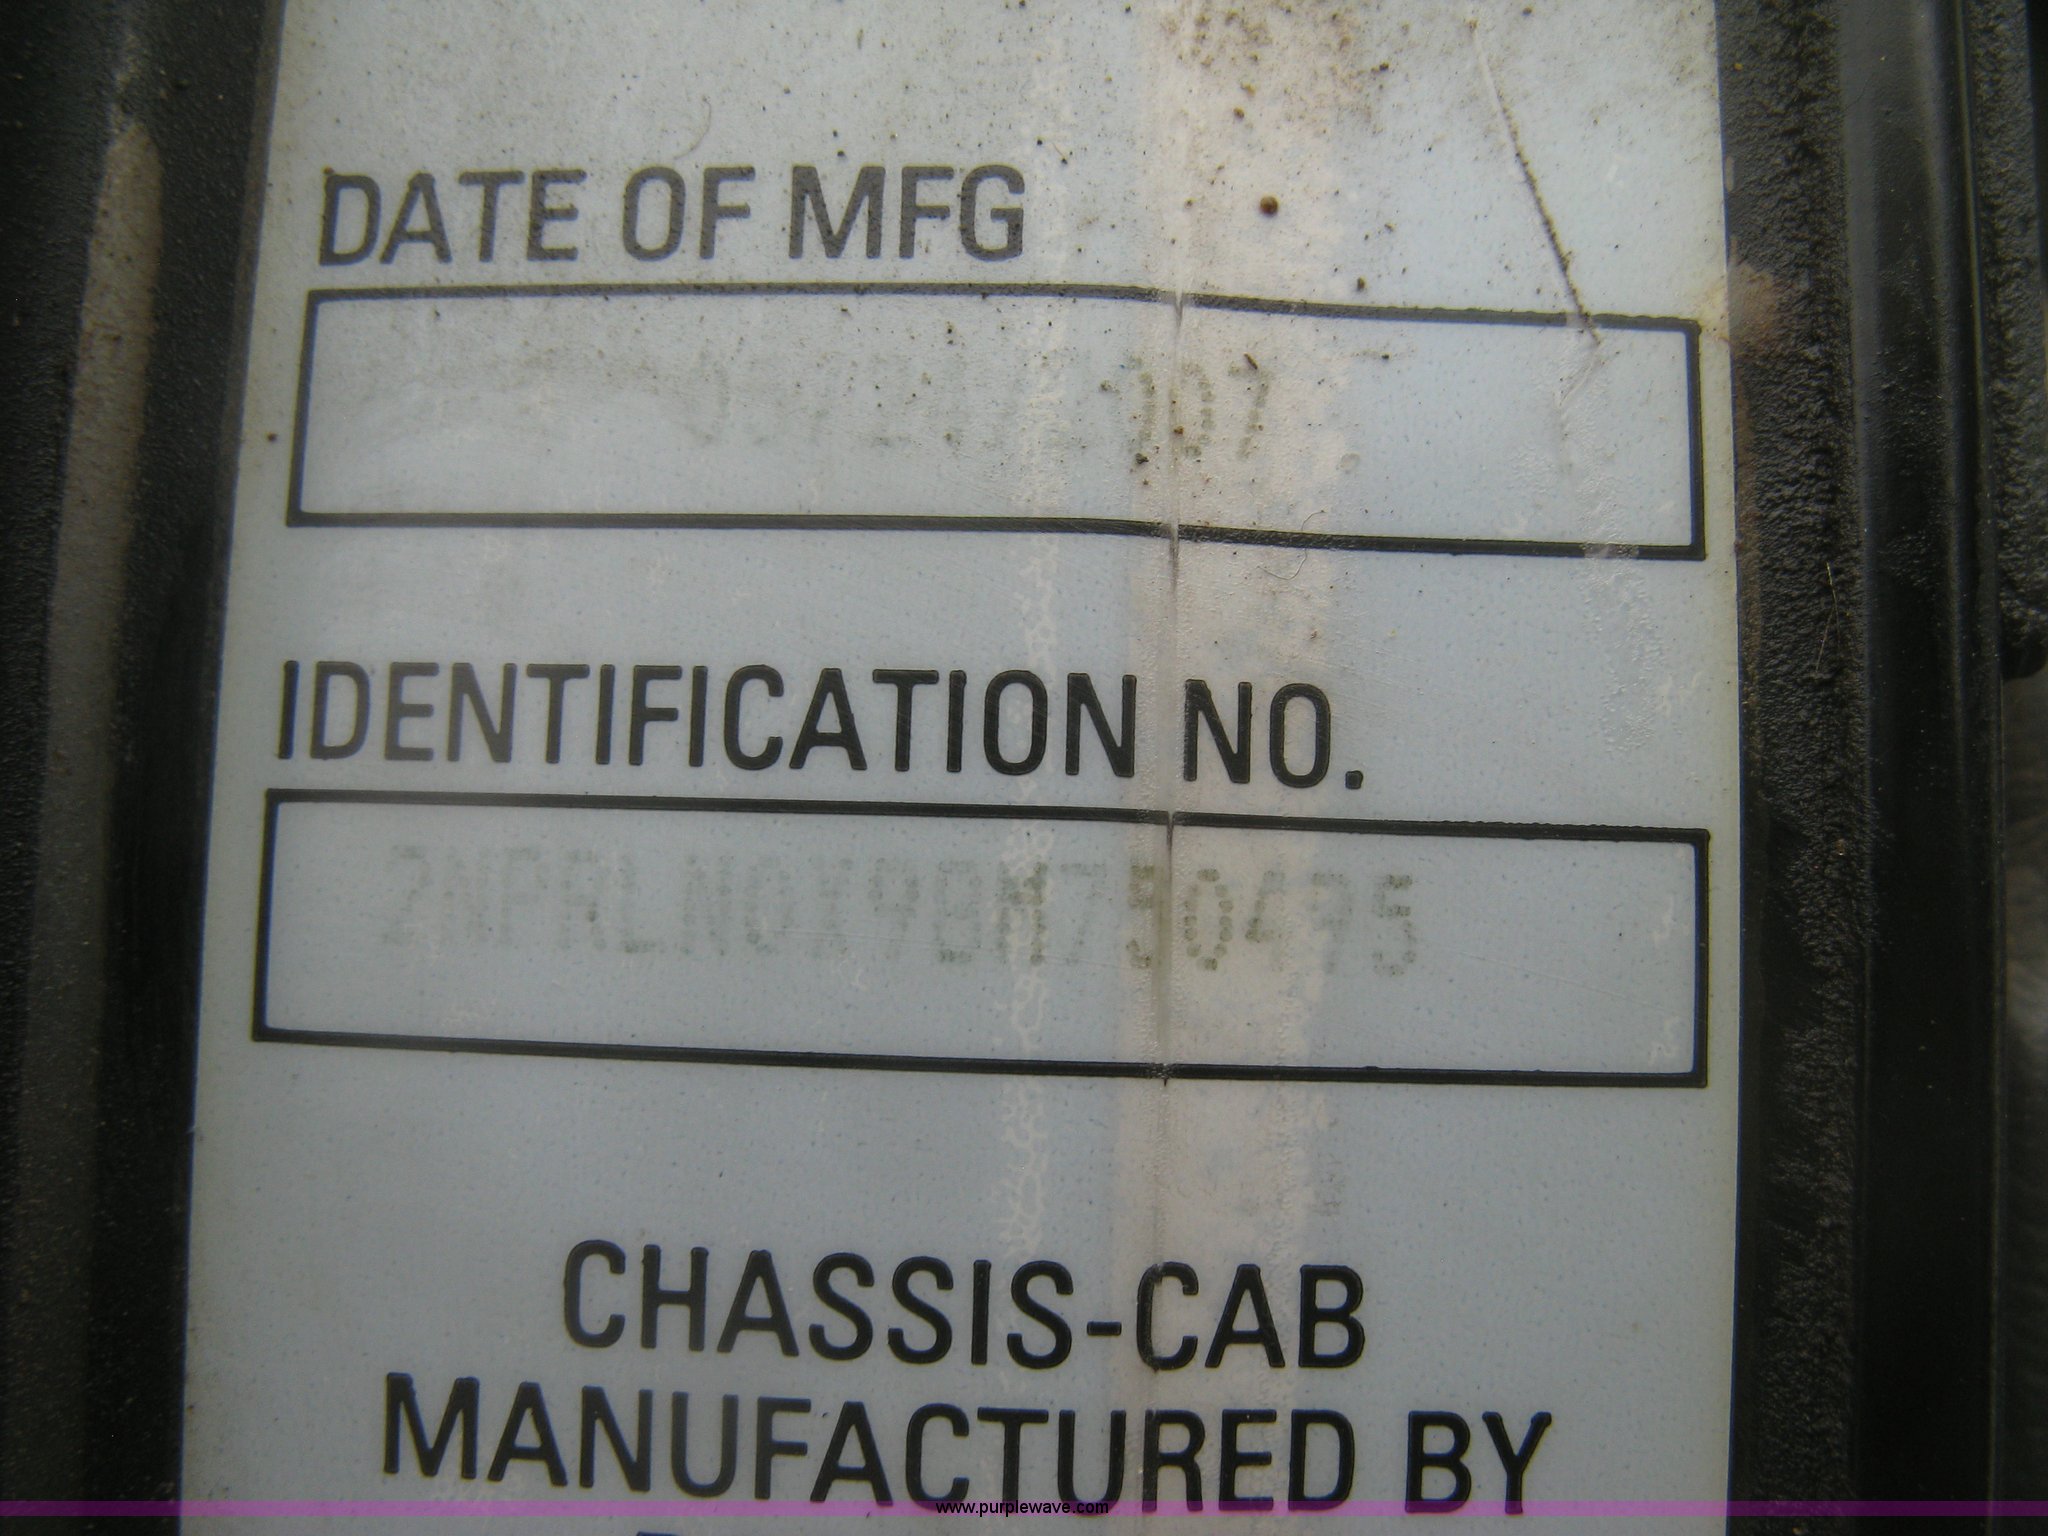 DATE OF MFG
IDENTIFICATION NO.
CHASSIS-CAB
MANUFACTURED BY
www.purplewave.com